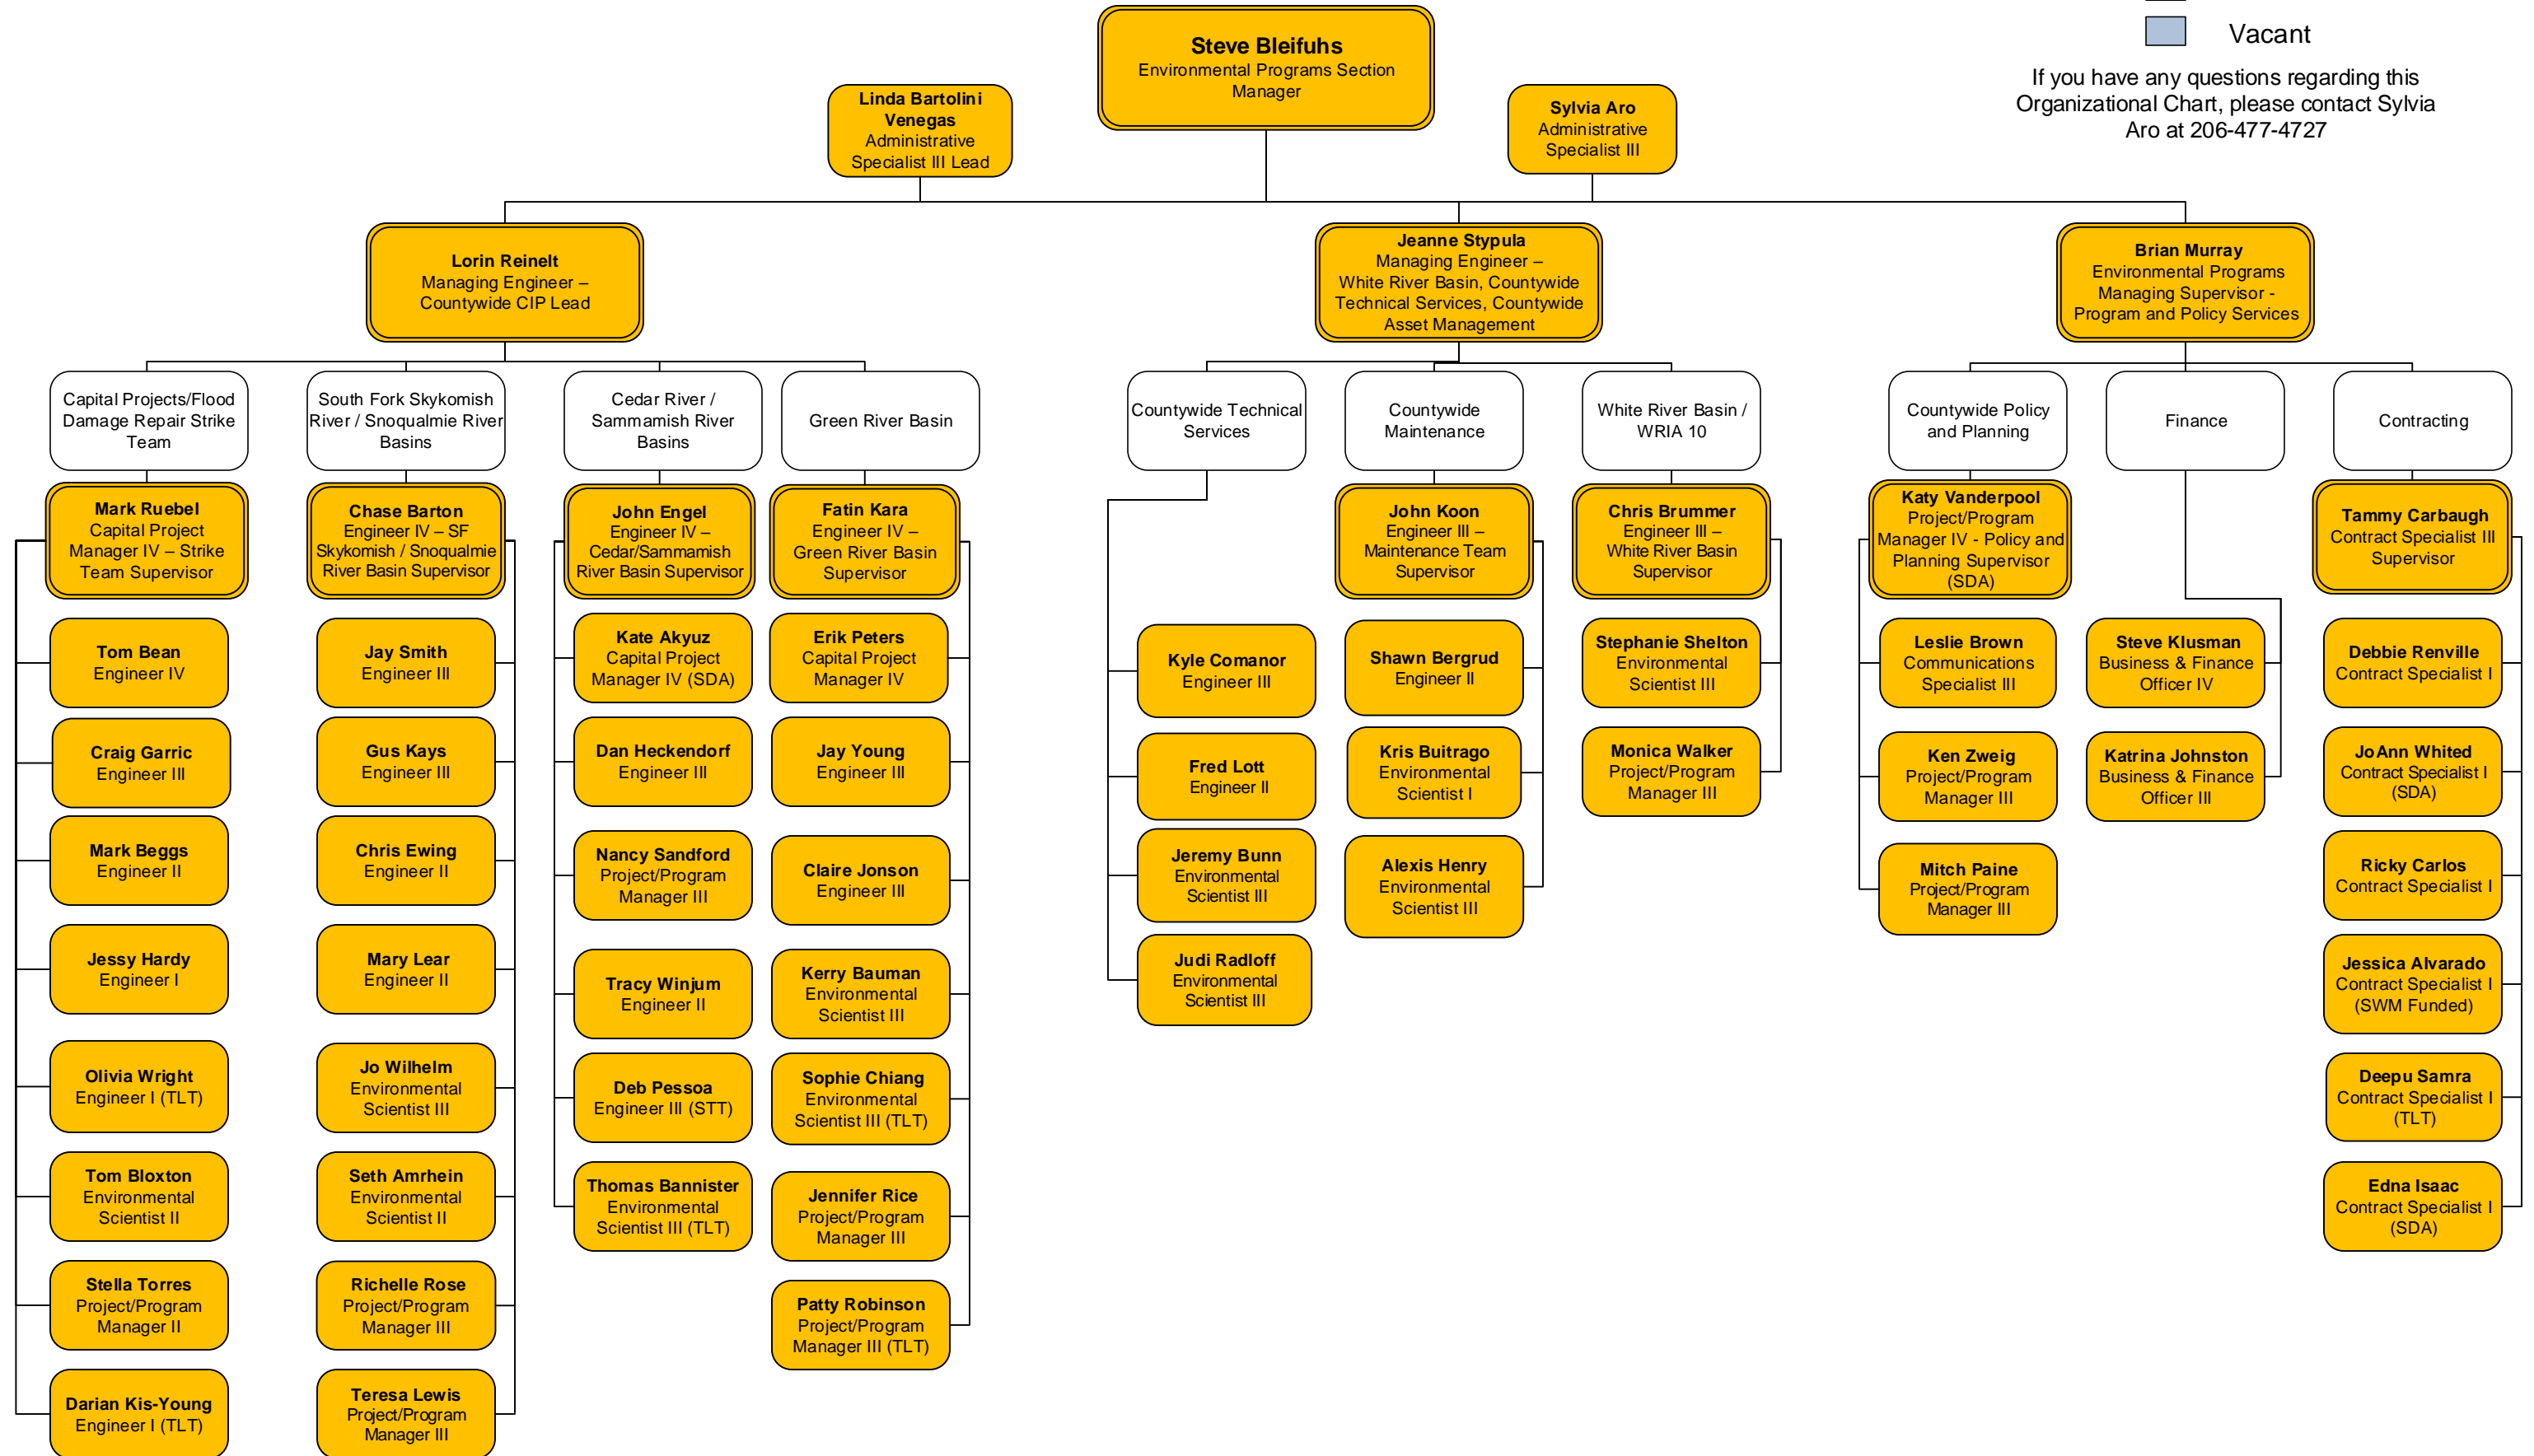 Vacant
If you have any questions regarding this
Organizational Chart, please contact Sylvia
Aro at 206-477-4727
Steve Bleifuhs
Environmental Programs Section
Manager
Linda Bartolini
Venegas
Administrative
Specialist III Lead
Sylvia Aro
Administrative
Specialist III
Lorin Reinelt
Managing Engineer –
Countywide CIP Lead
Jeanne Stypula
Managing Engineer –
White River Basin, Countywide
Technical Services, Countywide
Asset Management
Brian Murray
Environmental Programs
Managing Supervisor -
Program and Policy Services
Capital Projects/Flood
Damage Repair Strike
Team
Mark Ruebel
Capital Project
Manager IV – Strike
Team Supervisor
Tom Bean
Engineer IV
Craig Garric
Engineer III
Mark Beggs
Engineer II
Jessy Hardy
Engineer I
Olivia Wright
Engineer I (TLT)
Tom Bloxton
Environmental
Scientist II
Stella Torres
Project/Program
Manager II
Darian Kis-Young
Engineer I (TLT)
South Fork Skykomish
River / Snoqualmie River
Basins
Chase Barton
Engineer IV – SF
Skykomish / Snoqualmie
River Basin Supervisor
Jay Smith
Engineer III
Gus Kays
Engineer III
Chris Ewing
Engineer II
Mary Lear
Engineer II
Jo Wilhelm
Environmental
Scientist III
Seth Amrhein
Environmental
Scientist II
Richelle Rose
Project/Program
Manager III
Teresa Lewis
Project/Program
Manager III
Cedar River /
Sammamish River
Basins
John Engel
Engineer IV –
Cedar/Sammamish
River Basin Supervisor
Kate Akyuz
Capital Project
Manager IV (SDA)
Dan Heckendorf
Engineer III
Nancy Sandford
Project/Program
Manager III
Tracy Winjum
Engineer II
Deb Pessoa
Engineer III (STT)
Thomas Bannister
Environmental
Scientist III (TLT)
Green River Basin
Fatin Kara
Engineer IV –
Green River Basin
Supervisor
Erik Peters
Capital Project
Manager IV
Jay Young
Engineer III
Claire Jonson
Engineer III
Kerry Bauman
Environmental
Scientist III
Sophie Chiang
Environmental
Scientist III (TLT)
Jennifer Rice
Project/Program
Manager III
Patty Robinson
Project/Program
Manager III (TLT)
Countywide Technical
Services
Kyle Comanor
Engineer III
Fred Lott
Engineer II
Jeremy Bunn
Environmental
Scientist III
Judi Radloff
Environmental
Scientist III
Countywide
Maintenance
John Koon
Engineer III –
Maintenance Team
Supervisor
Shawn Bergrud
Engineer II
Kris Buitrago
Environmental
Scientist I
Alexis Henry
Environmental
Scientist III
White River Basin /
WRIA 10
Chris Brummer
Engineer III –
White River Basin
Supervisor
Stephanie Shelton
Environmental
Scientist III
Monica Walker
Project/Program
Manager III
Countywide Policy
and Planning
Katy Vanderpool
Project/Program
Manager IV - Policy and
Planning Supervisor
(SDA)
Leslie Brown
Communications
Specialist III
Ken Zweig
Project/Program
Manager III
Mitch Paine
Project/Program
Manager III
Finance
Steve Klusman
Business & Finance
Officer IV
Katrina Johnston
Business & Finance
Officer III
Contracting
Tammy Carbaugh
Contract Specialist III
Supervisor
Debbie Renville
Contract Specialist I
JoAnn Whited
Contract Specialist I
(SDA)
Ricky Carlos
Contract Specialist I
Jessica Alvarado
Contract Specialist I
(SWM Funded)
Deepu Samra
Contract Specialist I
(TLT)
Edna Isaac
Contract Specialist I
(SDA)